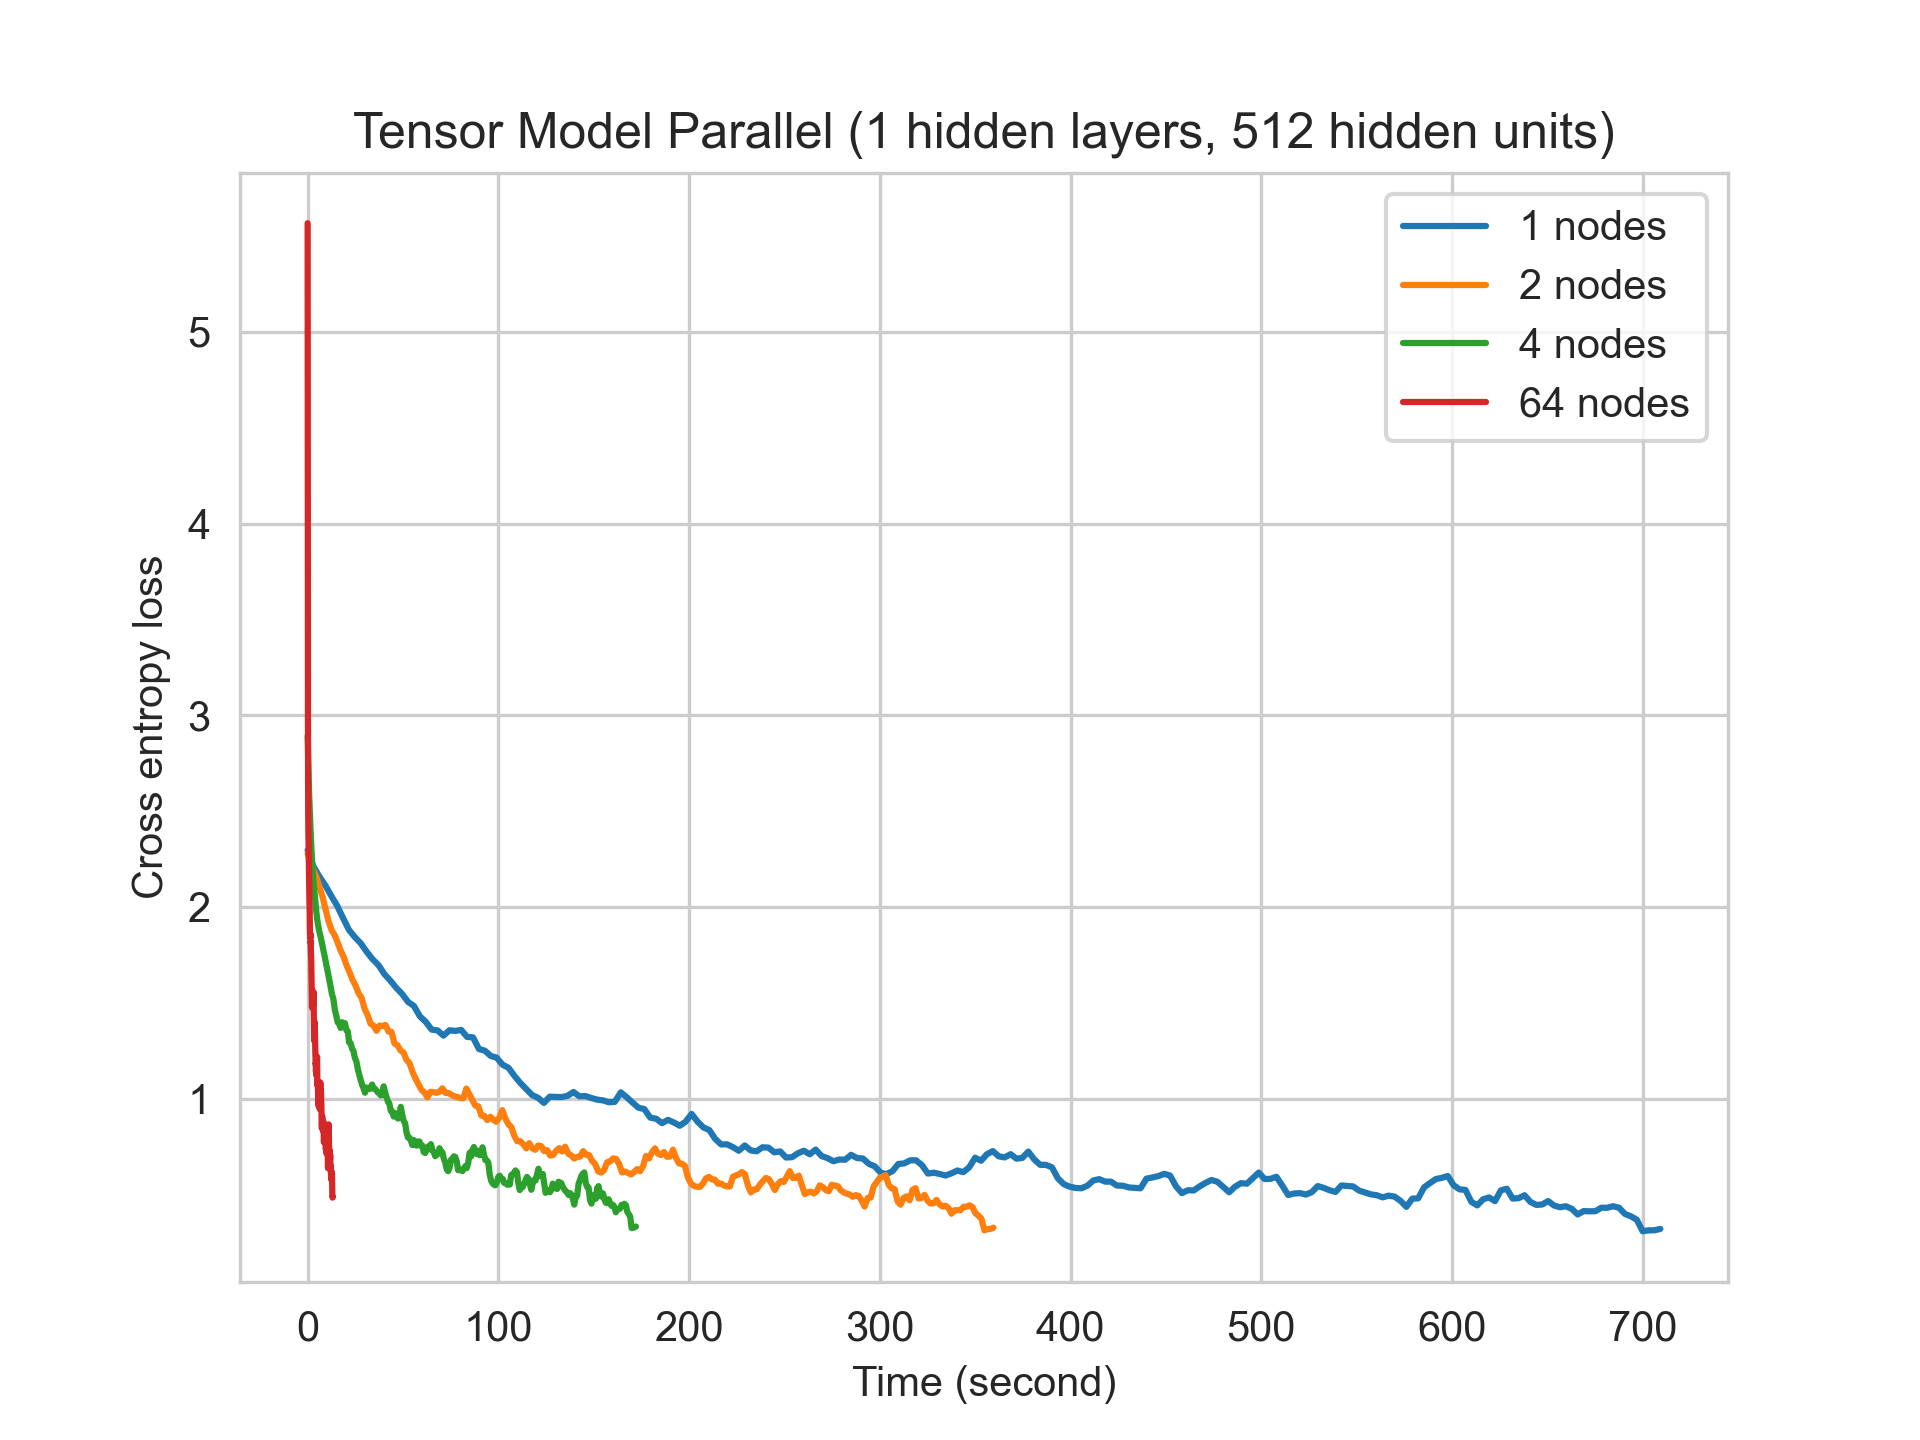 Tensor Model Parallel (1 hidden layers, 512 hidden units)
1 nodes
2 nodes
4 nodes
64 nodes
5
4
3
2
1
Cross entropy loss
0 100 200 300 400 500 600 700
Time (second)